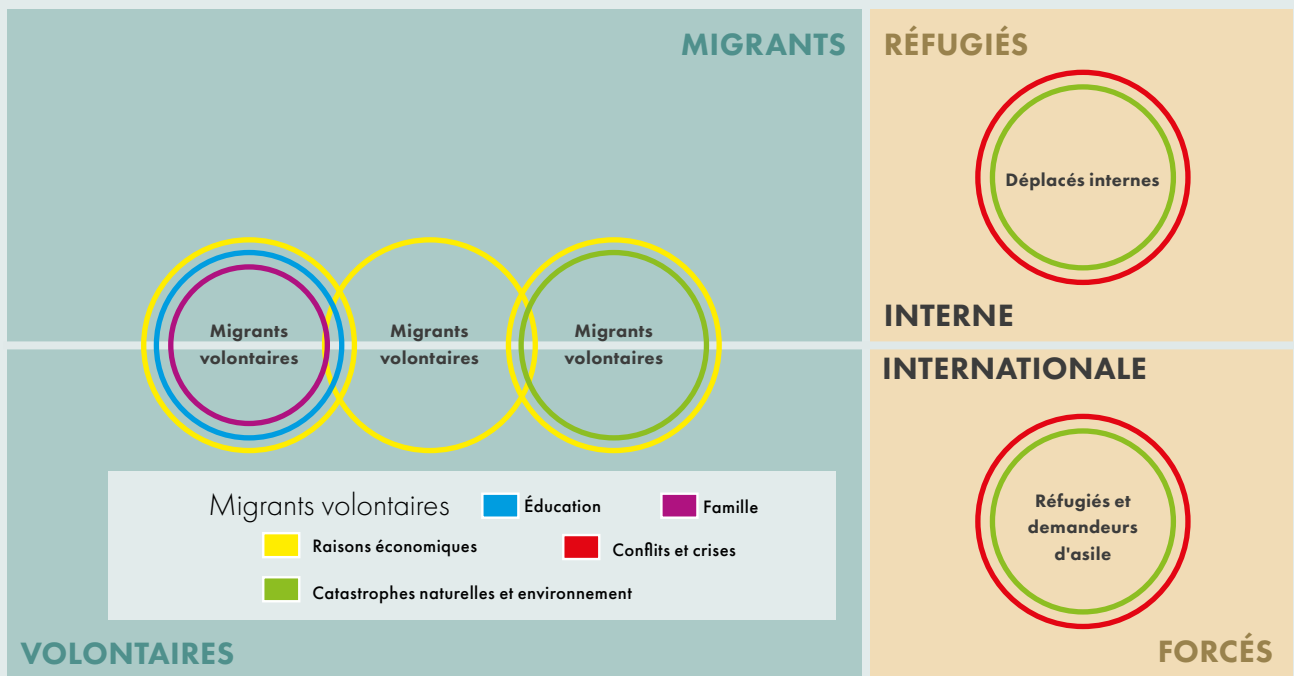 MIGRANTS
RÉFUGIÉS
Déplacés internes
INTERNE
Migrants
volontaires
Migrants
volontaires
Migrants
volontaires
INTERNATIONALE
Réfugiés et
demandeurs
d'asile
Migrants volontaires
Éducation
Famille
Raisons économiques
Conflits et crises
Catastrophes naturelles et environnement
VOLONTAIRES
FORCÉS